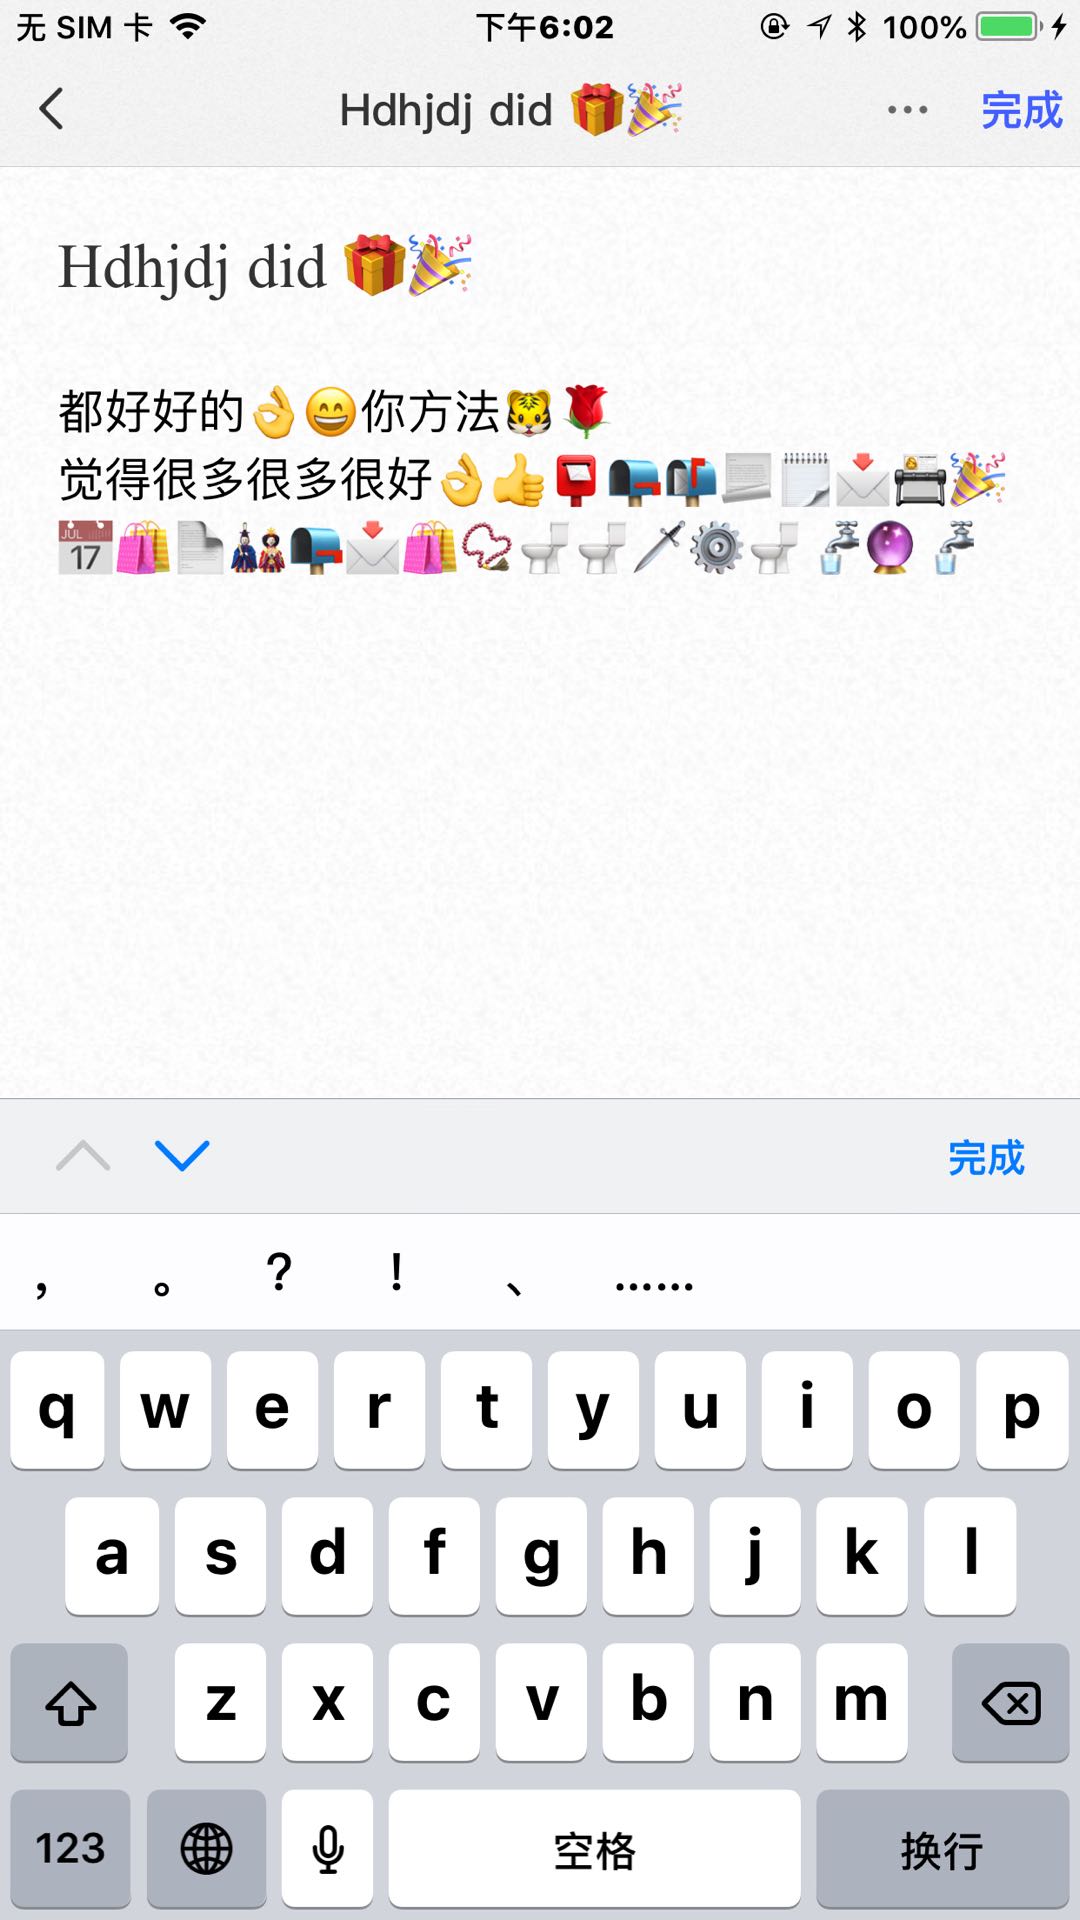 无 SIM 卡 下午6:02 100%
Hdhjdj did 🎁🎉 ··· 完成
Hdhjdj did 🎁🎉
都好好的👌😄你方法🐯🌹
觉得很多很多很好👌👍📮📪📬📃🗒📩📠🎉
📅🛍📄🎎📪📩🛍📿🚽🚽🗡⚙🚽🚰🔮🚰
完成
， 。 ？ ！ 、 ……
q w e r t y u i o p
a s d f g h j k l
z x c v b n m
123 空格 换行